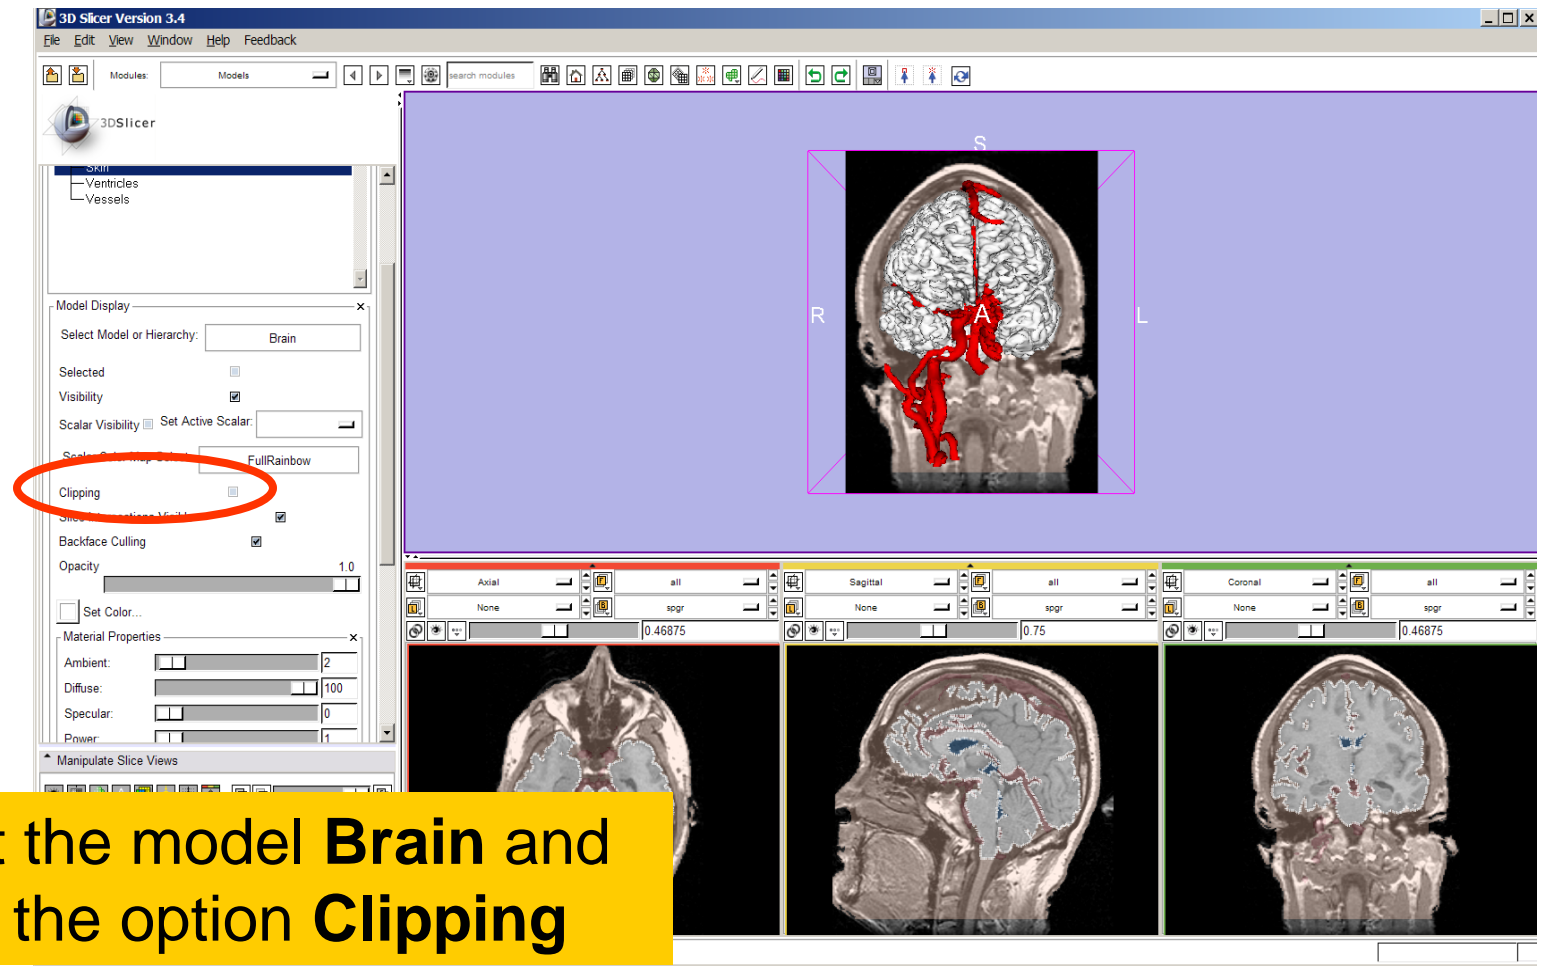 3D Slicer Version 3.4
File Edit View Window Help Feedback
Modules: Models search modules
3DSlicer
Skin
Ventricles
Vessels
Model Display
Select Model or Hierarchy: Brain
Selected
Visibility
Scalar Visibility Set Active Scalar:
FullRainbow
Clipping
Backface Culling
Opacity 1.0
Set Color...
Material Properties
Ambient: 2
Diffuse: 100
Specular: 0
Power: 1
Manipulate Slice Views
S
R A L
Axial all
None spgr
0.46875
Sagittal all
None spgr
0.75
Coronal all
None spgr
0.46875
the model Brain and
the option Clipping